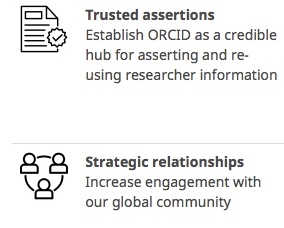 Trusted assertions
Establish ORCID as a credible
hub for asserting and re-
using researcher information
Strategic relationships
Increase engagement with
our global community